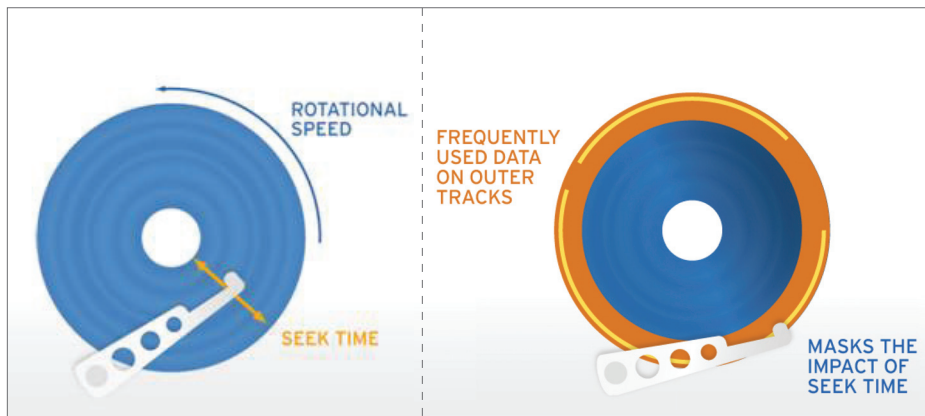 ROTATIONAL
SPEED
SEEK TIME
FREQUENTLY
USED DATA
ON OUTER
TRACKS
MASKS THE
IMPACT OF
SEEK TIME